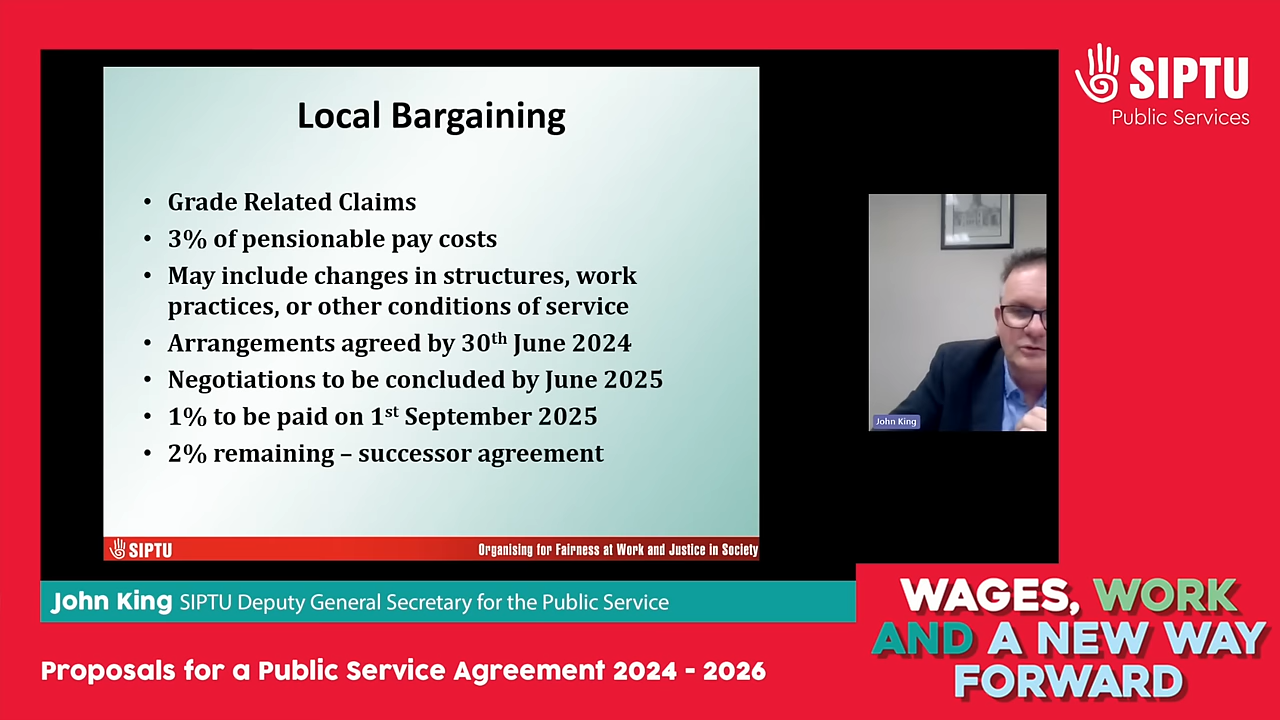 SIPTU
Public Services
Local Bargaining
• Grade Related Claims
• 3% of pensionable pay costs
• May include changes in structures, work
practices, or other conditions of service
• Arrangements agreed by 30th June 2024
• Negotiations to be concluded by June 2025
• 1% to be paid on 1st September 2025
• 2% remaining – successor agreement
SIPTU
Organising for Fairness at Work and Justice in Society
John King
John King SIPTU Deputy General Secretary for the Public Service
Proposals for a Public Service Agreement 2024 - 2026
WAGES, WORK
AND A NEW WAY
FORWARD